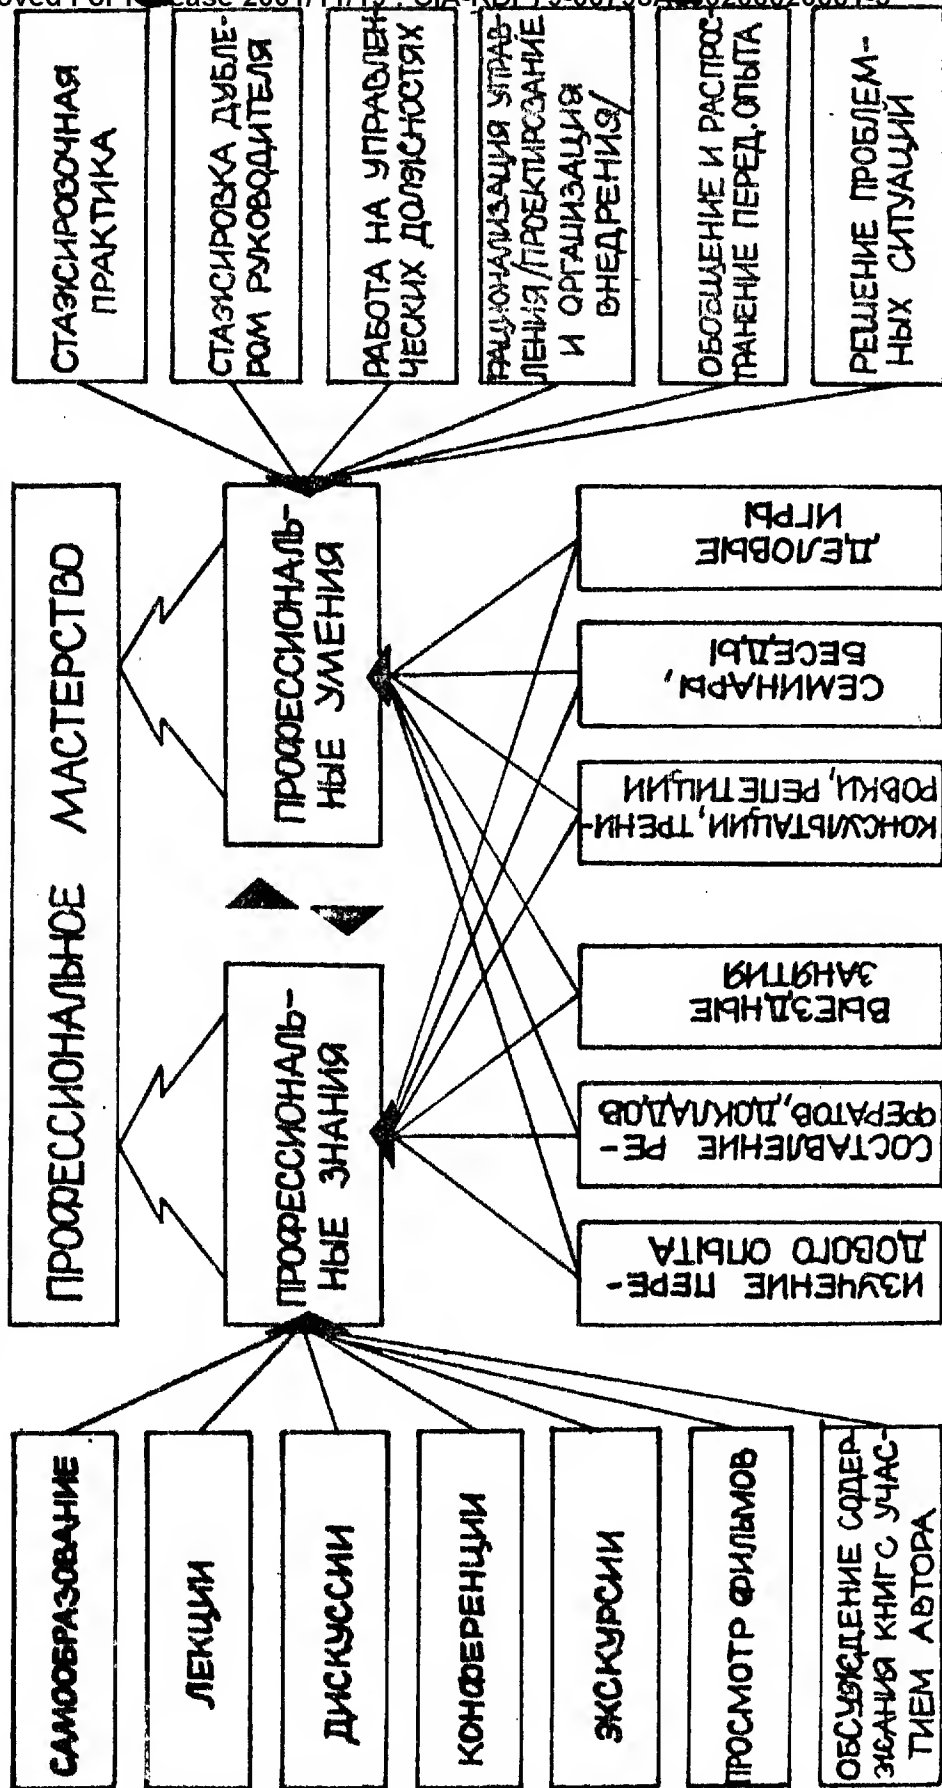 ПРОФЕССИОНАЛЬНОЕ МАСТЕРСТВО
ПРОФЕССИОНАЛЬ-
НЫЕ ЗНАНИЯ
ПРОФЕССИОНАЛЬ-
НЫЕ УМЕНИЯ
САМООБРАЗОВАНИЕ
ЛЕКЦИИ
ДИСКУССИИ
КОНФЕРЕНЦИИ
ЭКСКУРСИИ
ПРОСМОТР ФИЛЬМОВ
ОБСУЖДЕНИЕ СОДЕР-
ЖАНИЯ КНИГ С УЧАС-
ТИЕМ АВТОРА
ИЗУЧЕНИЕ ПЕРЕ-
ДОВОГО ОПЫТА
СОСТАВЛЕНИЕ РЕ-
ФЕРАТОВ, ДОКЛАДОВ
ВЫЕЗДНЫЕ
ЗАНЯТИЯ
КОНСУЛЬТАЦИИ, ТРЕНИ-
РОВКИ, РЕПЕТИЦИИ
СЕМИНАРЫ,
БЕСЕДЫ
ДЕЛОВЫЕ
ИГРЫ
СТАЖИРОВОЧНАЯ
ПРАКТИКА
СТАЖИРОВКА ДУБЛЕ-
РОМ РУКОВОДИТЕЛЯ
РАБОТА НА УПРАВЛЕН-
ЧЕСКИХ ДОЛЖНОСТЯХ
РАЦИОНАЛИЗАЦИЯ УПРАВ-
ЛЕНИЯ/ПРОЕКТИРОВАНИЕ
И ОРГАНИЗАЦИЯ
ВНЕДРЕНИЯ/
ОБОБЩЕНИЕ И РАСПРОС-
ТРАНЕНИЕ ПЕРЕД. ОПЫТА
РЕШЕНИЕ ПРОБЛЕМ-
НЫХ СИТУАЦИЙ